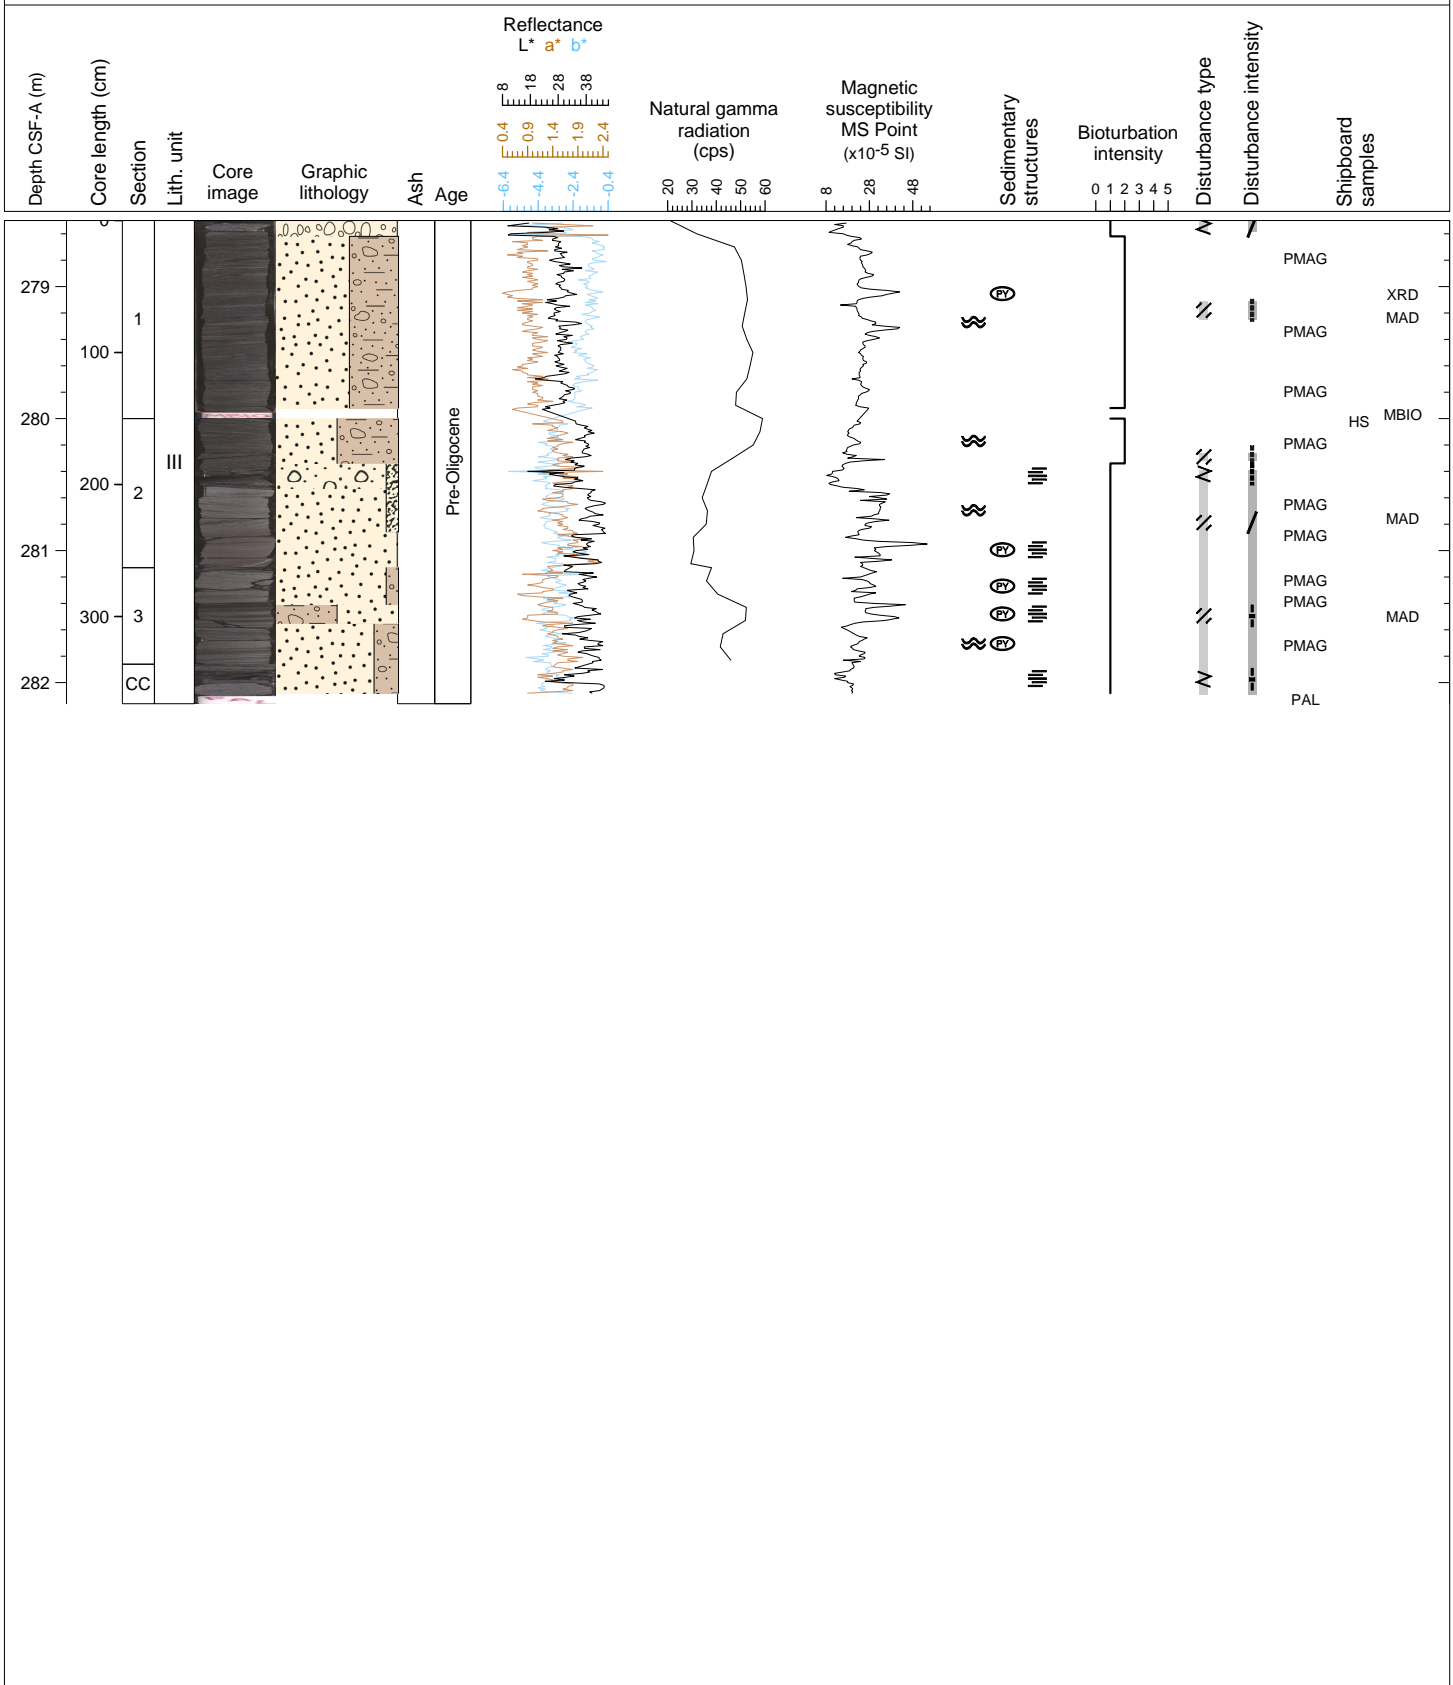 Depth CSF-A (m)
Core length (cm)
Section
Lith. unit
Core
image
Graphic
lithology
Ash
Age
Reflectance
L* a* b*
8 18 28 38
0.4 0.9 1.4 1.9 2.4
-6.4 -4.4 -2.4 -0.4
Natural gamma
radiation
(cps)
20 30 40 50 60
Magnetic
susceptibility
MS Point
(x10-5 SI)
8 28 48
Sedimentary
structures
Bioturbation
intensity
0 1 2 3 4 5
Disturbance type
Disturbance intensity
Shipboard
samples
0
PMAG
279
PY
XRD
1
MAD
PMAG
100
PMAG
280
HS
MBIO
PMAG
III
Pre-Oligocene
200
2
PMAG
MAD
PMAG
281
PY
PMAG
PY
PMAG
300
3
PY
MAD
PY
PMAG
282
CC
PAL